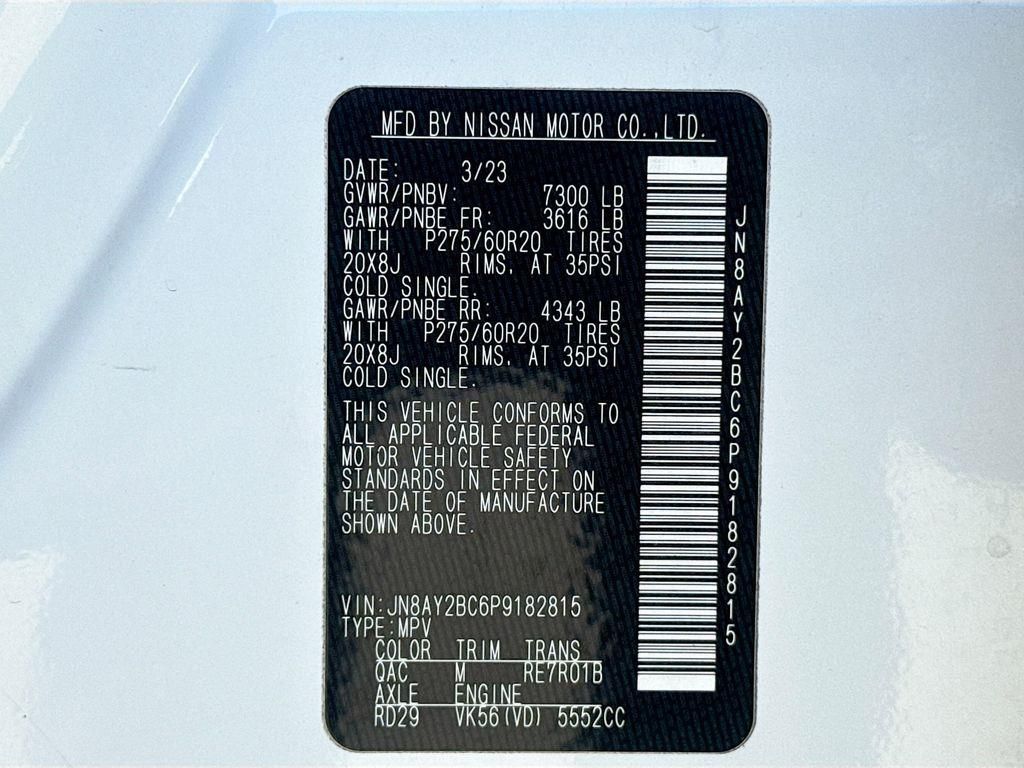 MFD BY NISSAN MOTOR CO.,LTD.
DATE: 3/23
GVWR/PNBV: 7300 LB
GAWR/PNBE FR: 3616 LB
WITH P275/60R20 TIRES
20X8J RIMS. AT 35PSI
COLD SINGLE.
GAWR/PNBE RR: 4343 LB
WITH P275/60R20 TIRES
20X8J RIMS. AT 35PSI
COLD SINGLE.
THIS VEHICLE CONFORMS TO
ALL APPLICABLE FEDERAL
MOTOR VEHICLE SAFETY
STANDARDS IN EFFECT ON
THE DATE OF MANUFACTURE
SHOWN ABOVE.
VIN:JN8AY2BC6P9182815
TYPE:MPV
COLOR TRIM TRANS
QAC M RE7R01B
AXLE ENGINE
RD29 VK56(VD) 5552CC
JN8AY2BC6P9182815